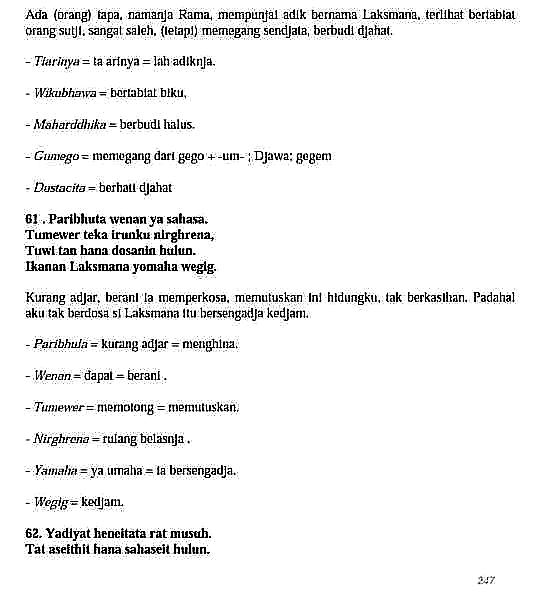 Ada (orang) tapa, namanja Rama, mempunjai adik bernama Laksmana, terlihat bertabiat
orang sutji, sangat saleh, (tetapi) memegang sendjata, berbudi djahat.
- Tiarinya = ta arinya = lah adiknja.
- Wikubhawa = bertabiat biku,
- Maharddhika = berbudi halus.
- Gumego = memegang dari gego + -um- ; Djawa; gegem
- Dustacita = berhati djahat
61 . Paribhuta wenan ya sahasa.
Tumewer teka irunku nirghrena,
Tuwi tan hana dosanin hulun.
Ikanan Laksmana yomaha wegig.
Kurang adjar, berani ia memperkosa, memutuskan ini hidungku, tak berkasihan. Padahal
aku tak berdosa si Laksmana itu bersengadja kedjam.
- Paribhula = kurang adjar = menghina.
- Wenan = dapat = berani .
- Tumewer = memotong = memutuskan.
- Nirghrena = rulang belasnja .
- Yamaha = ya umaha = ia bersengadja.
- Wegig = kedjam.
62. Yadiyat heneitata rat musuh.
Tat aseithit hana sahaseit hulun.
247